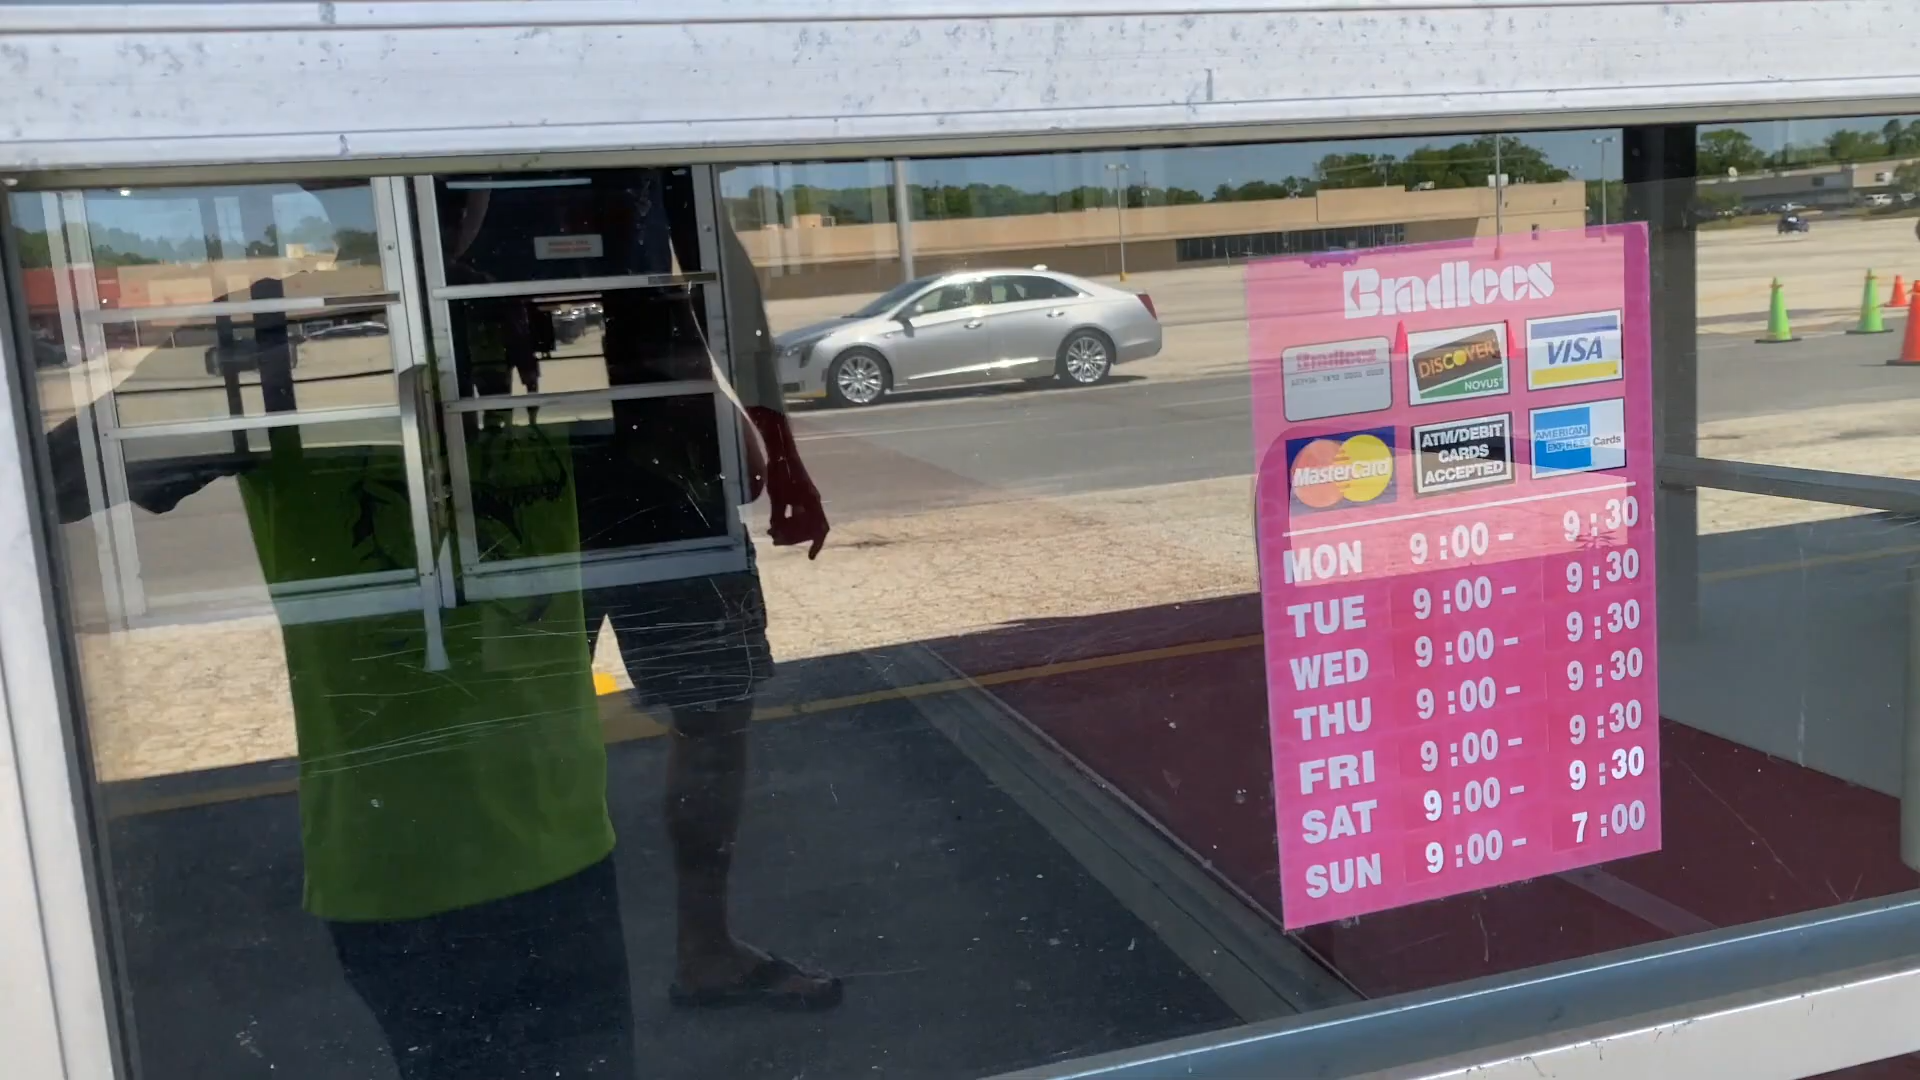 Bradlees
Bradlees
DISCOVER
NOVUS
VISA
MasterCard
ATM/DEBIT
CARDS
ACCEPTED
AMERICAN
EXPRESS Cards
MON 9:00 - 9:30
TUE 9:00 - 9:30
WED 9:00 - 9:30
THU 9:00 - 9:30
FRI 9:00 - 9:30
SAT 9:00 - 9:30
SUN 9:00 - 7:00